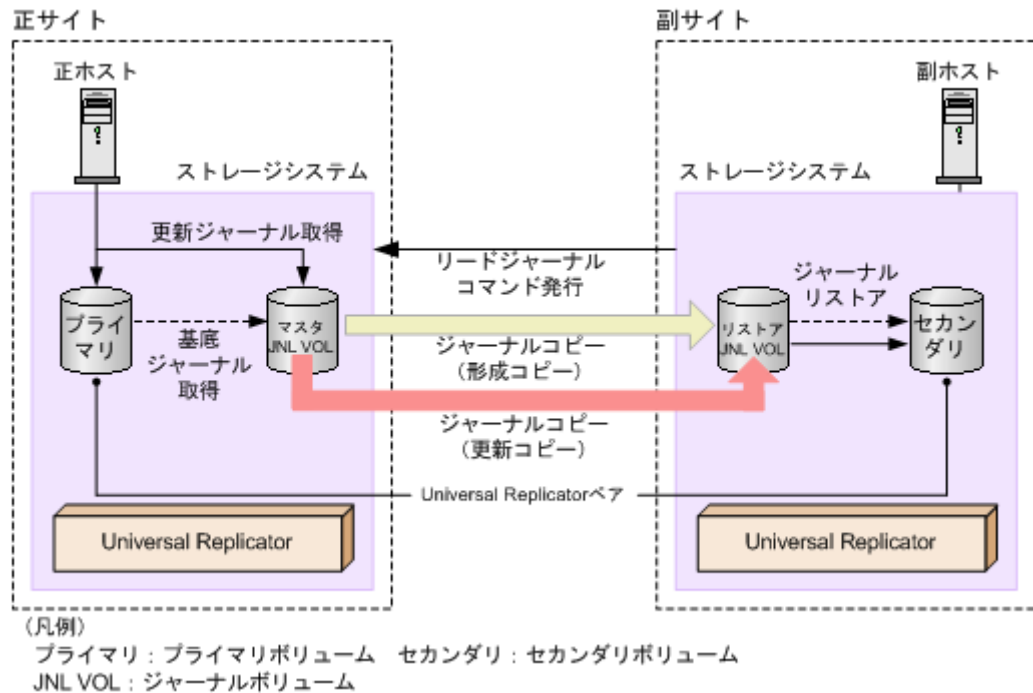 正サイト
副サイト
正ホスト
副ホスト
ストレージシステム
ストレージシステム
更新ジャーナル取得
リードジャーナル
コマンド発行
ジャーナル
リストア
プライ
マリ
基底
ジャーナル
取得
マスタ
JNL VOL
ジャーナルコピー
(形成コピー)
リストア
JNL VOL
セカン
ダリ
ジャーナルコピー
(更新コピー)
Universal Replicatorペア
Universal Replicator
Universal Replicator
(凡例)
プライマリ:プライマリボリューム セカンダリ:セカンダリボリューム
JNL VOL:ジャーナルボリューム